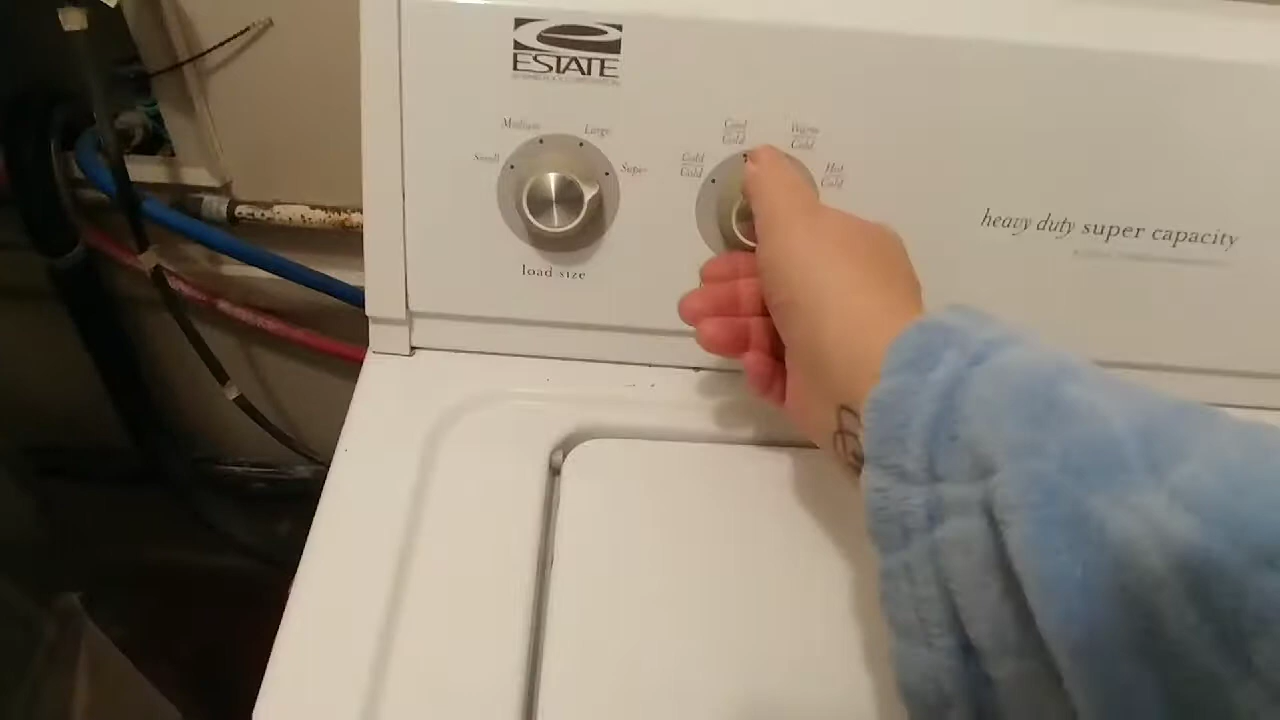 ESTATE
Medium
Large
Small
Super
load size
Cold
Cold
Cool
Cold
Warm
Cold
Hot
Cold
heavy duty super capacity